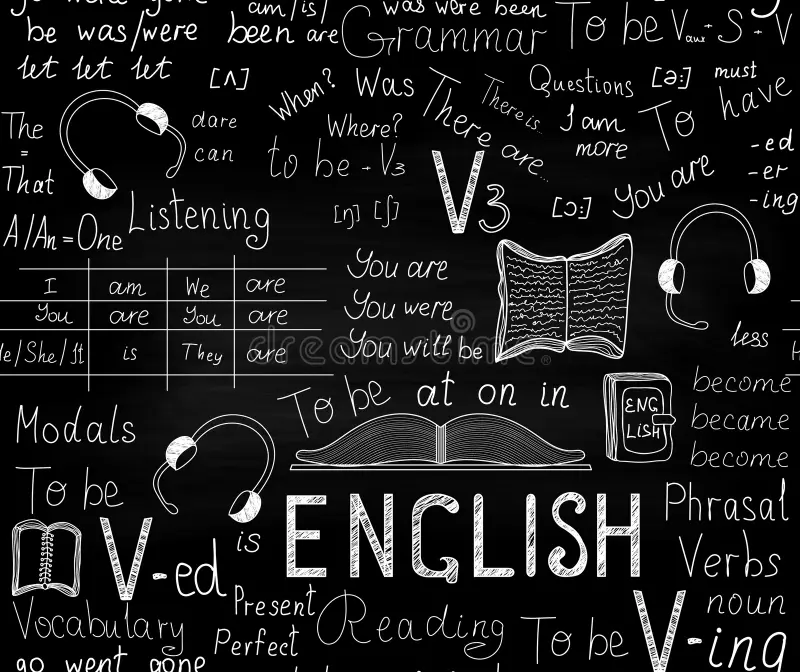 go were gone
am/is/
was were been
be was/were
been are
Grammar
To be Vaux + S + V
let let let
[ʌ]
When?
Was
There is...
Questions
[ə:]
must
To have
The
=
That
dare
can
Where?
There are...
I am
more
to be + V3
V3
You are
-ed
-er
-ing
A/An = One
Listening
[ŋ] [ʃ]
[ɔ:]
I am We are
You are You are
He/She/It is They are
You are
You were
You will be
less
To be
at on in
ENG
LISH
become
became
become
Modals
To be
V-ed
is
ENGLISH
Phrasal
Verbs
noun
Vocabulary
Present
Perfect
Reading
To be V-ing
go went gone
dreamstime.com